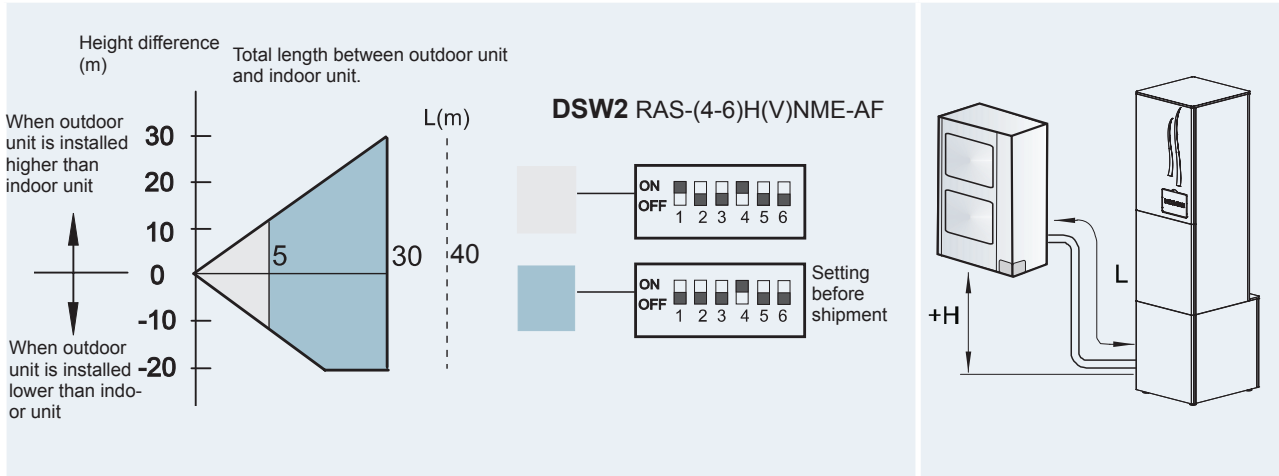 Height difference
(m)
Total length between outdoor unit
and indoor unit.
When outdoor
unit is installed
higher than
indoor unit
When outdoor
unit is installed
lower than indo-
or unit
30
20
10
0
-10
-20
L(m)
5
30
40
DSW2 RAS-(4-6)H(V)NME-AF
ON
OFF
1 2 3 4 5 6
ON
OFF
1 2 3 4 5 6
Setting
before
shipment
L
+H